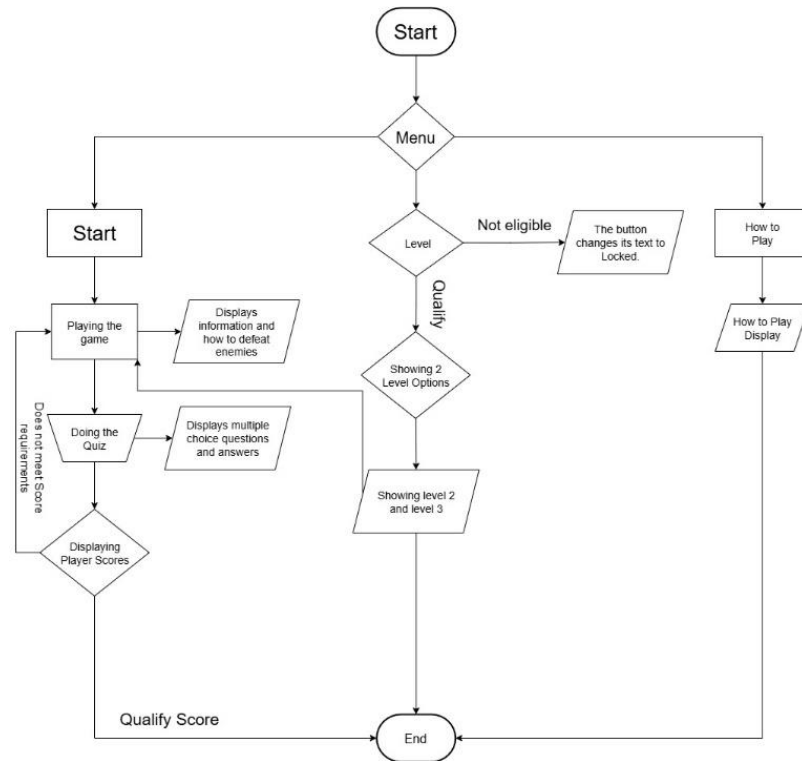 Start
Menu
Start
Level
Not eligible
The button
changes its text to
Locked.
How to
Play
Qualify
Playing the
game
Displays
information and
how to defeat
enemies
How to Play
Display
Showing 2
Level Options
Does not meet Score
requirements
Doing the
Quiz
Displays multiple
choice questions
and answers
Showing level 2
and level 3
Displaying
Player Scores
Qualify Score
End